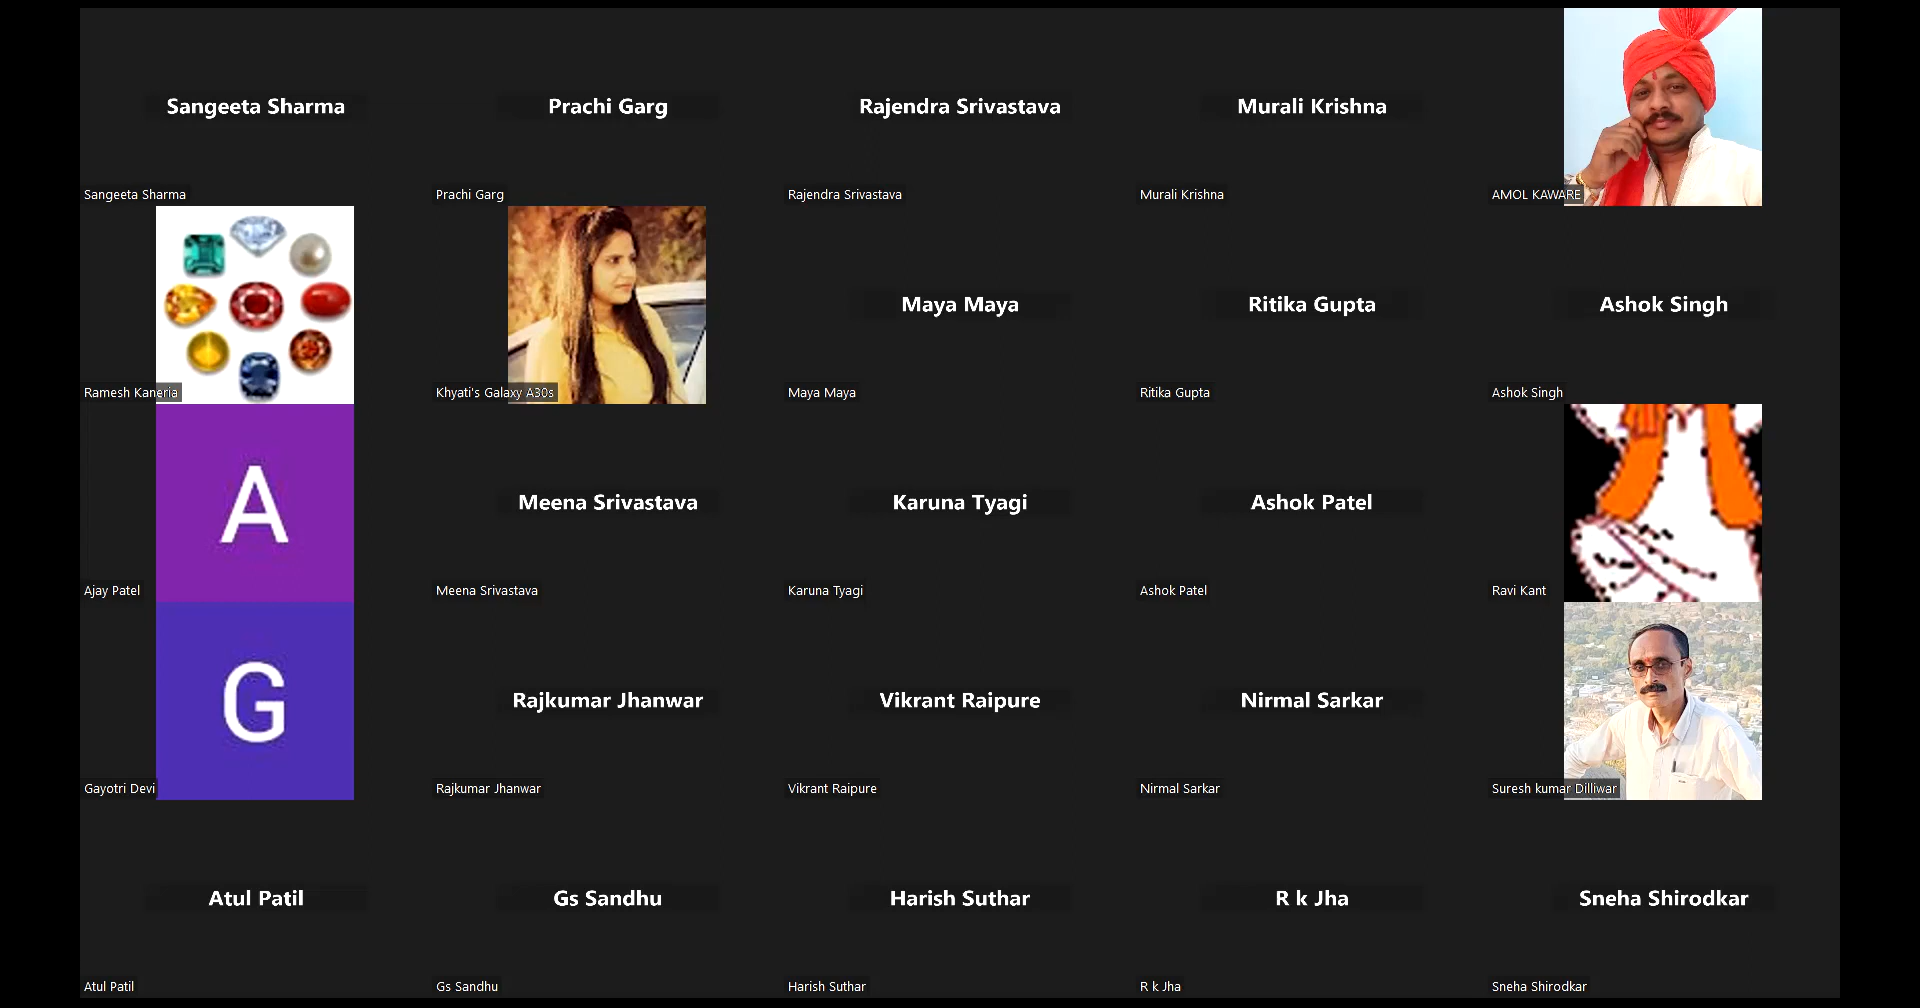 Sangeeta Sharma
Sangeeta Sharma
Prachi Garg
Prachi Garg
Rajendra Srivastava
Rajendra Srivastava
Murali Krishna
Murali Krishna
AMOL KAWARE
Ramesh Kaneria
Khyati's Galaxy A30s
Maya Maya
Maya Maya
Ritika Gupta
Ritika Gupta
Ashok Singh
Ashok Singh
A
Ajay Patel
Meena Srivastava
Meena Srivastava
Karuna Tyagi
Karuna Tyagi
Ashok Patel
Ashok Patel
Ravi Kant
G
Gayotri Devi
Rajkumar Jhanwar
Rajkumar Jhanwar
Vikrant Raipure
Vikrant Raipure
Nirmal Sarkar
Nirmal Sarkar
Suresh kumar Dilliwar
Atul Patil
Atul Patil
Gs Sandhu
Gs Sandhu
Harish Suthar
Harish Suthar
R k Jha
R k Jha
Sneha Shirodkar
Sneha Shirodkar